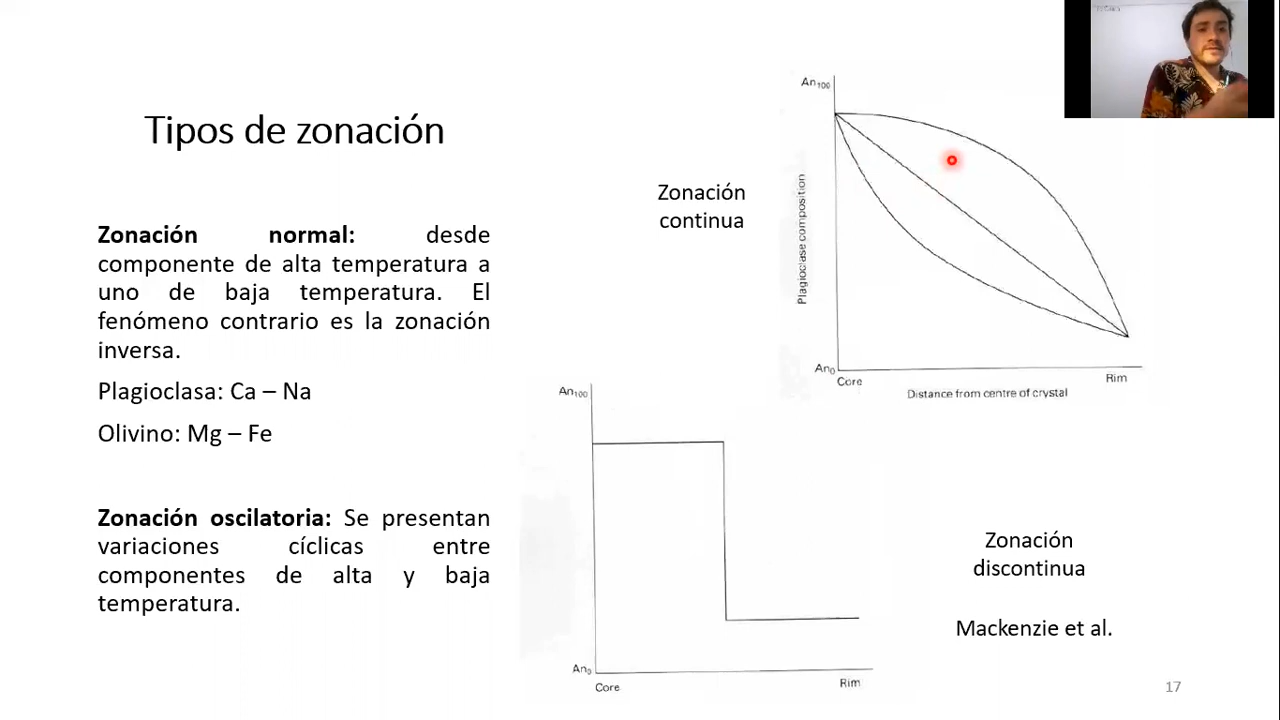 Tipos de zonación
Zonación normal: desde
componente de alta temperatura a
uno de baja temperatura. El
fenómeno contrario es la zonación
inversa.
Plagioclasa: Ca – Na
Olivino: Mg – Fe
Zonación oscilatoria: Se presentan
variaciones cíclicas entre
componentes de alta y baja
temperatura.
Zonación
continua
An100
Plagioclase composition
An0
Core
Rim
Distance from centre of crystal
An100
An0
Core
Rim
Zonación
discontinua
Mackenzie et al.
17